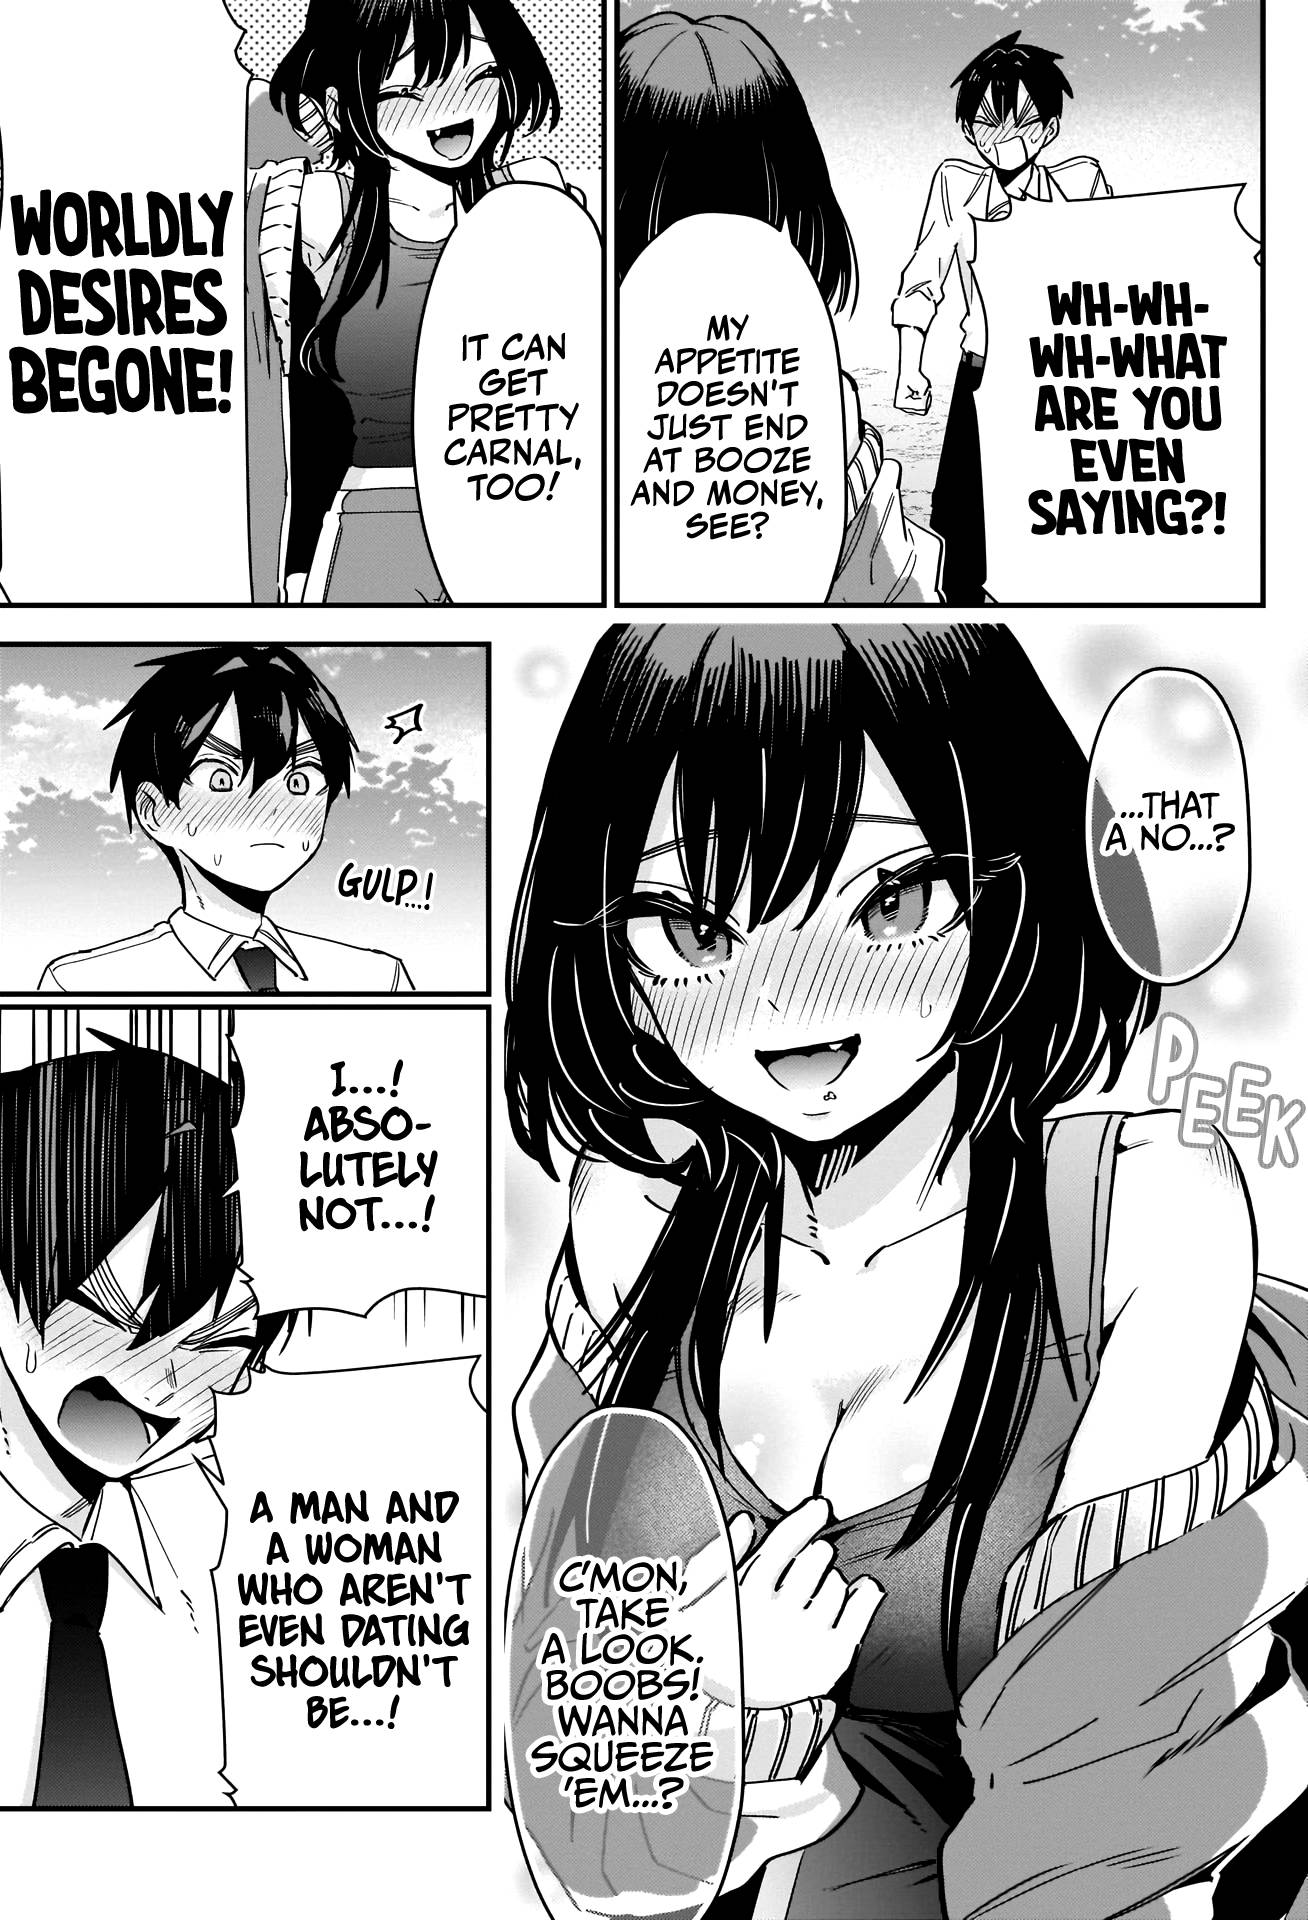 WH-WH-
WH-WHAT
ARE YOU
EVEN
SAYING?!
MY
APPETITE
DOESN'T
JUST END
AT BOOZE
AND MONEY,
SEE?
IT CAN
GET
PRETTY
CARNAL,
TOO!
WORLDLY
DESIRES
BEGONE!
...THAT
A NO...?
PEEK
C'MON,
TAKE
A LOOK.
BOOBS!
WANNA
SQUEEZE
'EM...?
GULP...!
I...!
ABSO-
LUTELY
NOT...!
A MAN AND
A WOMAN
WHO AREN'T
EVEN DATING
SHOULDN'T
BE...!